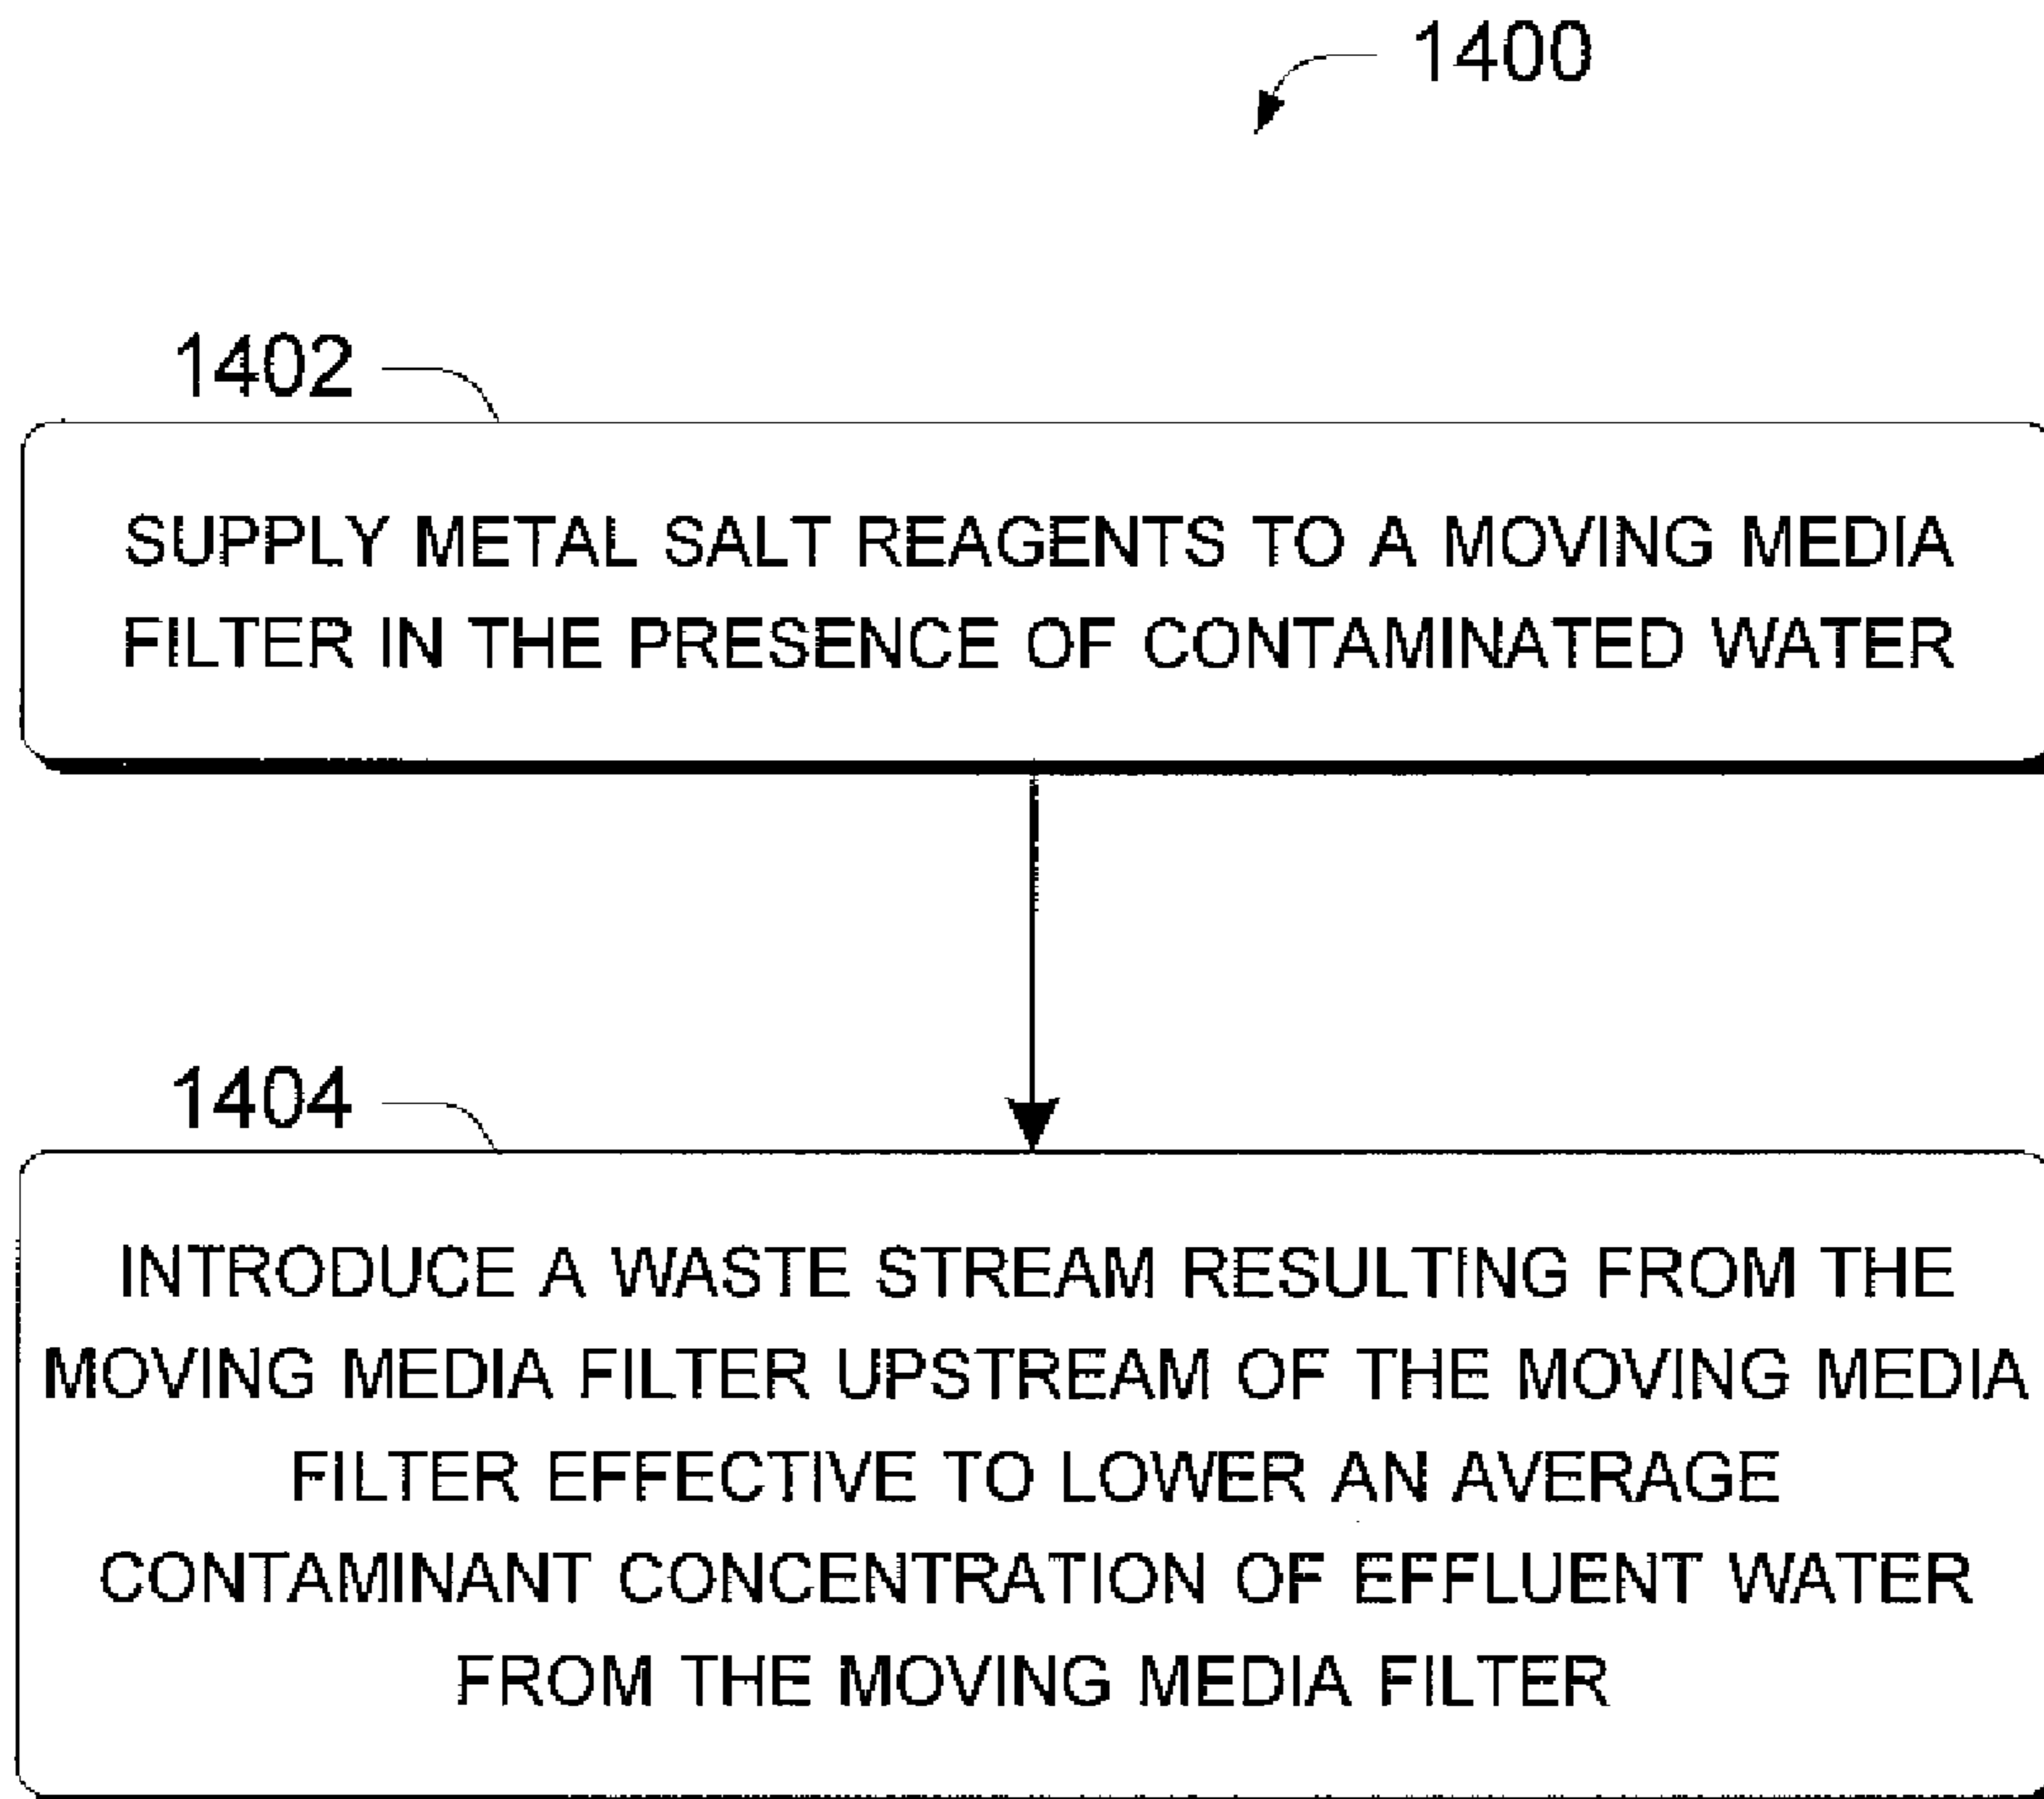 1400
1402
SUPPLY METAL SALT REAGENTS TO A MOVING MEDIA
FILTER IN THE PRESENCE OF CONTAMINATED WATER
1404
INTRODUCE A WASTE STREAM RESULTING FROM THE
MOVING MEDIA FILTER UPSTREAM OF THE MOVING MEDIA
FILTER EFFECTIVE TO LOWER AN AVERAGE
CONTAMINANT CONCENTRATION OF EFFLUENT WATER
FROM THE MOVING MEDIA FILTER